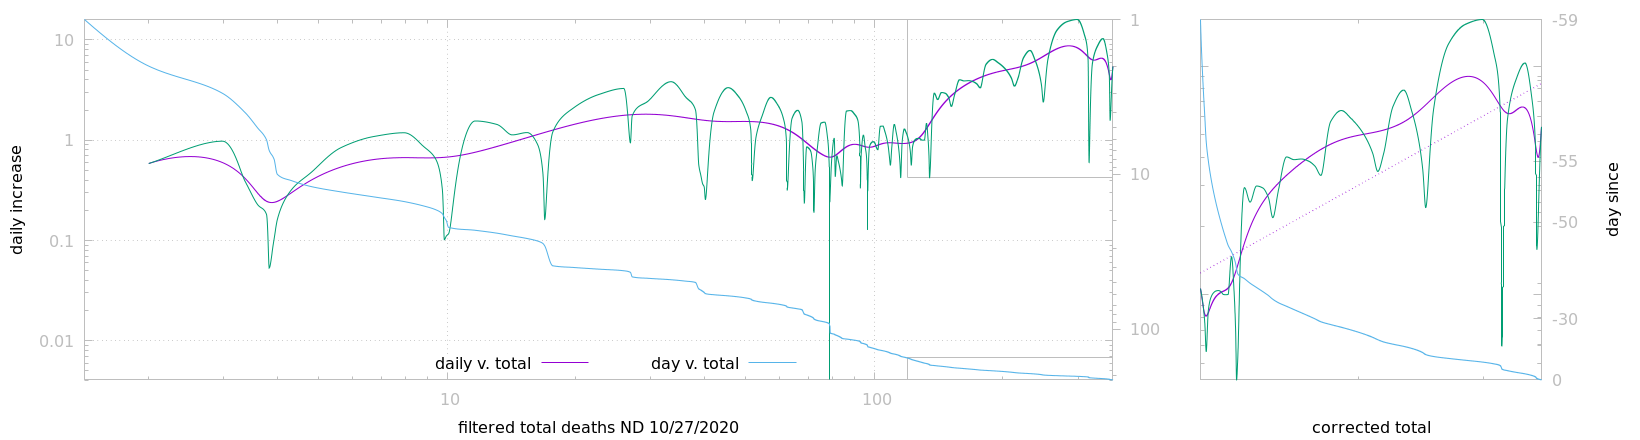 10
1
0.1
0.01
daily increase
daily v. total
day v. total
10
100
filtered total deaths ND 10/27/2020
1
10
100
-59
-55
-50
-30
0
day since
corrected total